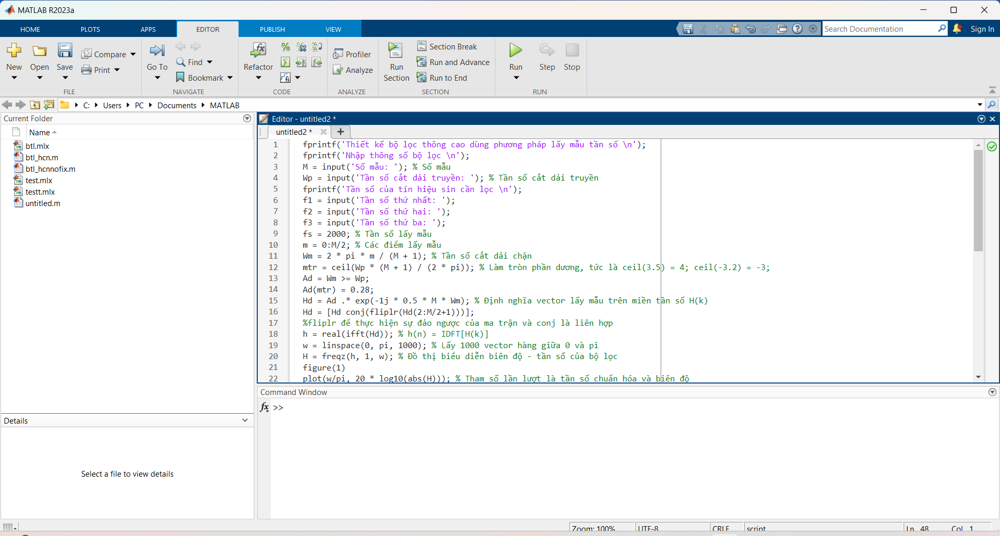 MATLAB R2023a
HOME PLOTS APPS EDITOR PUBLISH VIEW Search Documentation Sign In
New Open Save Compare Print
FILE
Go To Find Bookmark
NAVIGATE
Refactor
CODE
Profiler
Analyze
ANALYZE
Run Section Section Break
Run and Advance
Run to End
SECTION
Run Step Stop
RUN
C: Users PC Documents MATLAB
Current Folder
Name
btl.mlx
btl_hcn.m
btl_hcnnofix.m
test.mlx
testt.mlx
untitled.m
Details
Select a file to view details
Editor - untitled2 *
untitled2 *
1 fprintf('Thiết kế bộ lọc thông cao dùng phương pháp lấy mẫu tần số \n');
2 fprintf('Nhập thông số bộ lọc \n');
3 M = input('Số mẫu: '); % Số mẫu
4 Wp = input('Tần số cắt dải truyền: '); % Tần số cắt dải truyền
5 fprintf('Tần số của tín hiệu sin cần lọc \n');
6 f1 = input('Tần số thứ nhất: ');
7 f2 = input('Tần số thứ hai: ');
8 f3 = input('Tần số thứ ba: ');
9 fs = 2000; % Tần số lấy mẫu
10 m = 0:M/2; % Các điểm lấy mẫu
11 Wm = 2 * pi * m / (M + 1); % Tần số cắt dải chặn
12 mtr = ceil(Wp * (M + 1) / (2 * pi)); % Làm tròn phần dương, tức là ceil(3.5) = 4; ceil(-3.2) = -3;
13 Ad = Wm >= Wp;
14 Ad(mtr) = 0.28;
15 Hd = Ad .* exp(-1j * 0.5 * M * Wm); % Định nghĩa vector lấy mẫu trên miền tần số H(k)
16 Hd = [Hd conj(fliplr(Hd(2:M/2+1)))];
17 %fliplr để thực hiện sự đảo ngược của ma trận và conj là liên hợp
18 h = real(ifft(Hd)); % h(n) = IDFT[H(k)]
19 w = linspace(0, pi, 1000); % Lấy 1000 vector hàng giữa 0 và pi
20 H = freqz(h, 1, w); % Đồ thị biểu diễn biên độ - tần số của bộ lọc
21 figure(1)
22 plot(w/pi, 20 * log10(abs(H))); % Tham số lần lượt là tần số chuẩn hóa và biên độ
Command Window
fx >>
Zoom: 100% UTF-8 CRLF script Ln 48 Col 1